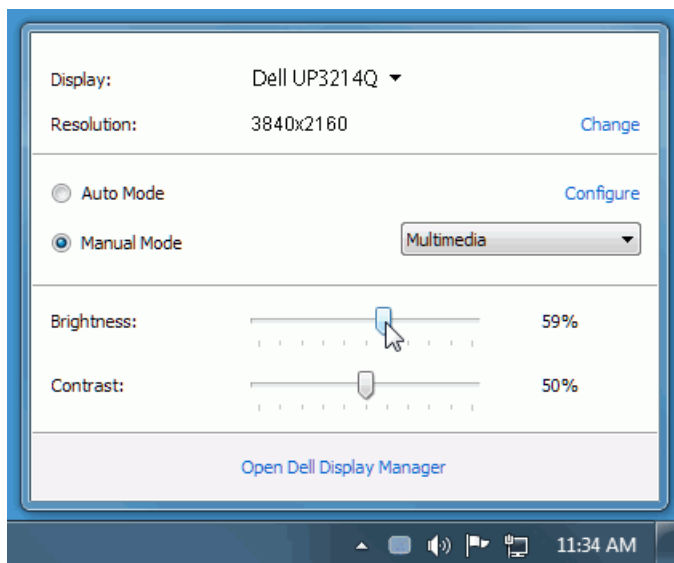 Display: Dell UP3214Q
Resolution: 3840x2160 Change
Auto Mode Configure
Manual Mode Multimedia
Brightness: 59%
Contrast: 50%
Open Dell Display Manager
11:34 AM